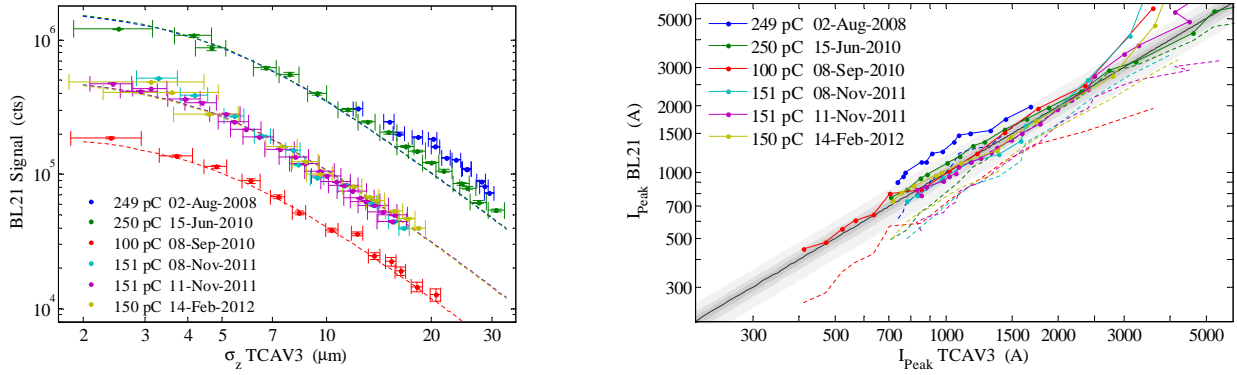 10^6
10^5
10^4
BL21 Signal (cts)
249 pC 02-Aug-2008
250 pC 15-Jun-2010
100 pC 08-Sep-2010
151 pC 08-Nov-2011
151 pC 11-Nov-2011
150 pC 14-Feb-2012
2 3 4 5 7 10 20 30
σ_z TCAV3 (μm)
5000
3000
2000
1500
1000
700
500
300
I_Peak BL21 (A)
249 pC 02-Aug-2008
250 pC 15-Jun-2010
100 pC 08-Sep-2010
151 pC 08-Nov-2011
151 pC 11-Nov-2011
150 pC 14-Feb-2012
300 500 700 1000 1500 2000 3000 5000
I_Peak TCAV3 (A)